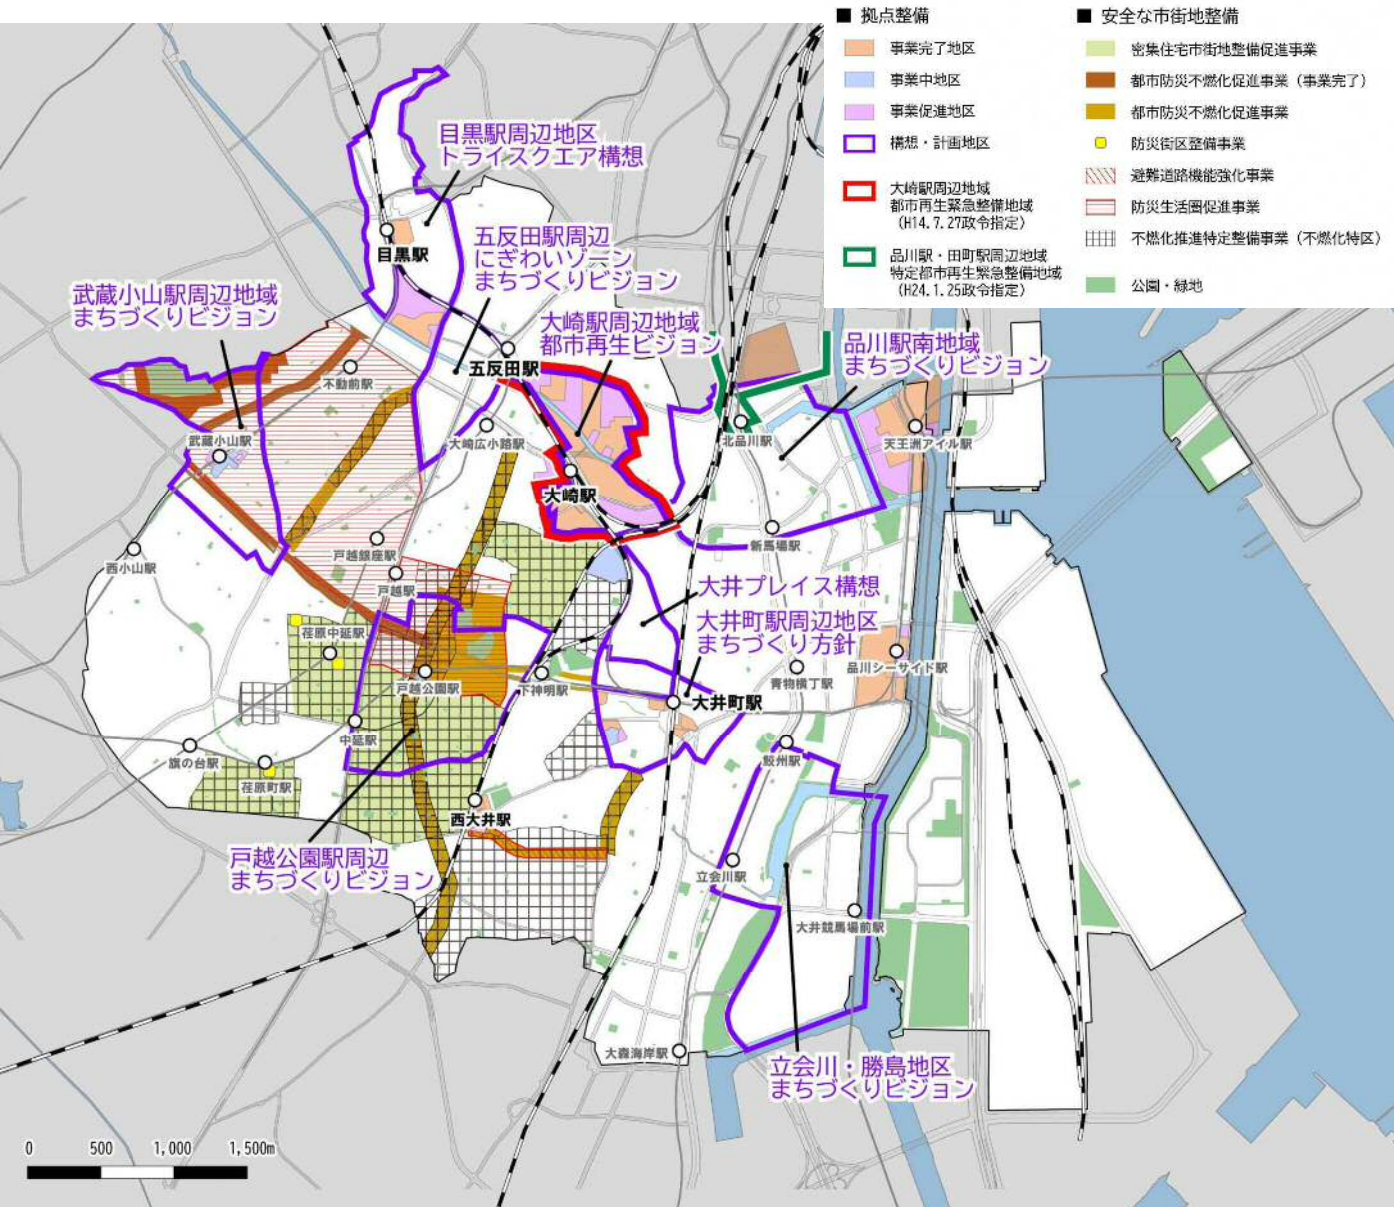 ■ 拠点整備
事業完了地区
事業中地区
事業促進地区
構想・計画地区
大崎駅周辺地域
都市再生緊急整備地域
(H14.7.27政令指定)
品川駅・田町駅周辺地域
特定都市再生緊急整備地域
(H24.1.25政令指定)
■ 安全な市街地整備
密集住宅市街地整備促進事業
都市防災不燃化促進事業(事業完了)
都市防災不燃化促進事業
防災街区整備事業
避難道路機能強化事業
防災生活圏促進事業
不燃化推進特定整備事業(不燃化特区)
公園・緑地
目黒駅周辺地区
トライスクエア構想
目黒駅
五反田駅周辺
にぎわいゾーン
まちづくりビジョン
武蔵小山駅周辺地域
まちづくりビジョン
大崎駅周辺地域
都市再生ビジョン
品川駅南地域
まちづくりビジョン
五反田駅
不動前駅
大崎広小路駅
武蔵小山駅
北品川駅
天王洲アイル駅
大崎駅
新馬場駅
戸越銀座駅
西小山駅
戸越駅
大井プレイス構想
大井町駅周辺地区
まちづくり方針
荏原中延駅
品川シーサイド駅
青物横丁駅
戸越公園駅
下神明駅
大井町駅
中延駅
旗の台駅
鮫州駅
荏原町駅
西大井駅
戸越公園駅周辺
まちづくりビジョン
立会川駅
大井競馬場前駅
大森海岸駅
立会川・勝島地区
まちづくりビジョン
0 500 1,000 1,500m